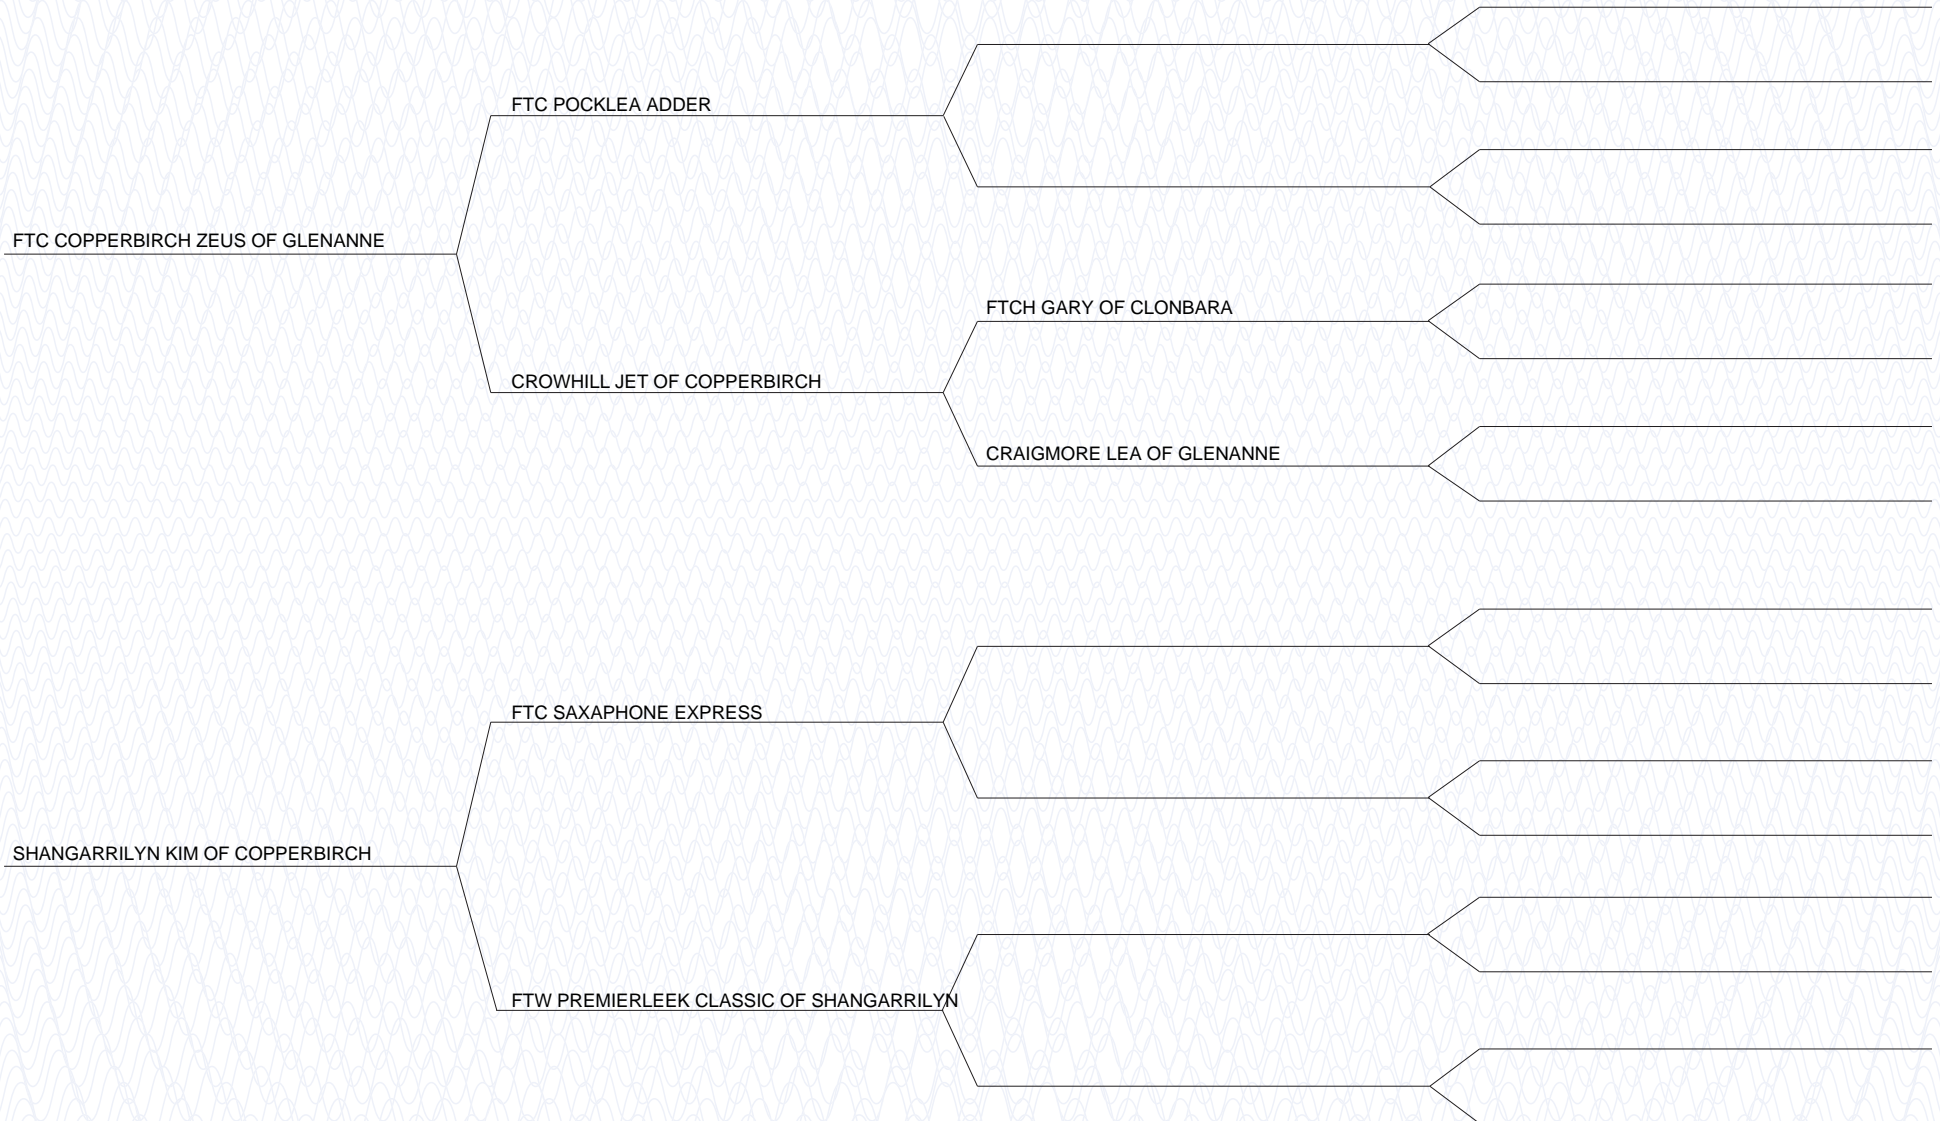 FTC POCKLEA ADDER
FTC COPPERBIRCH ZEUS OF GLENANNE
FTCH GARY OF CLONBARA
CROWHILL JET OF COPPERBIRCH
CRAIGMORE LEA OF GLENANNE
FTC SAXAPHONE EXPRESS
SHANGARRILYN KIM OF COPPERBIRCH
FTW PREMIERLEEK CLASSIC OF SHANGARRILYN